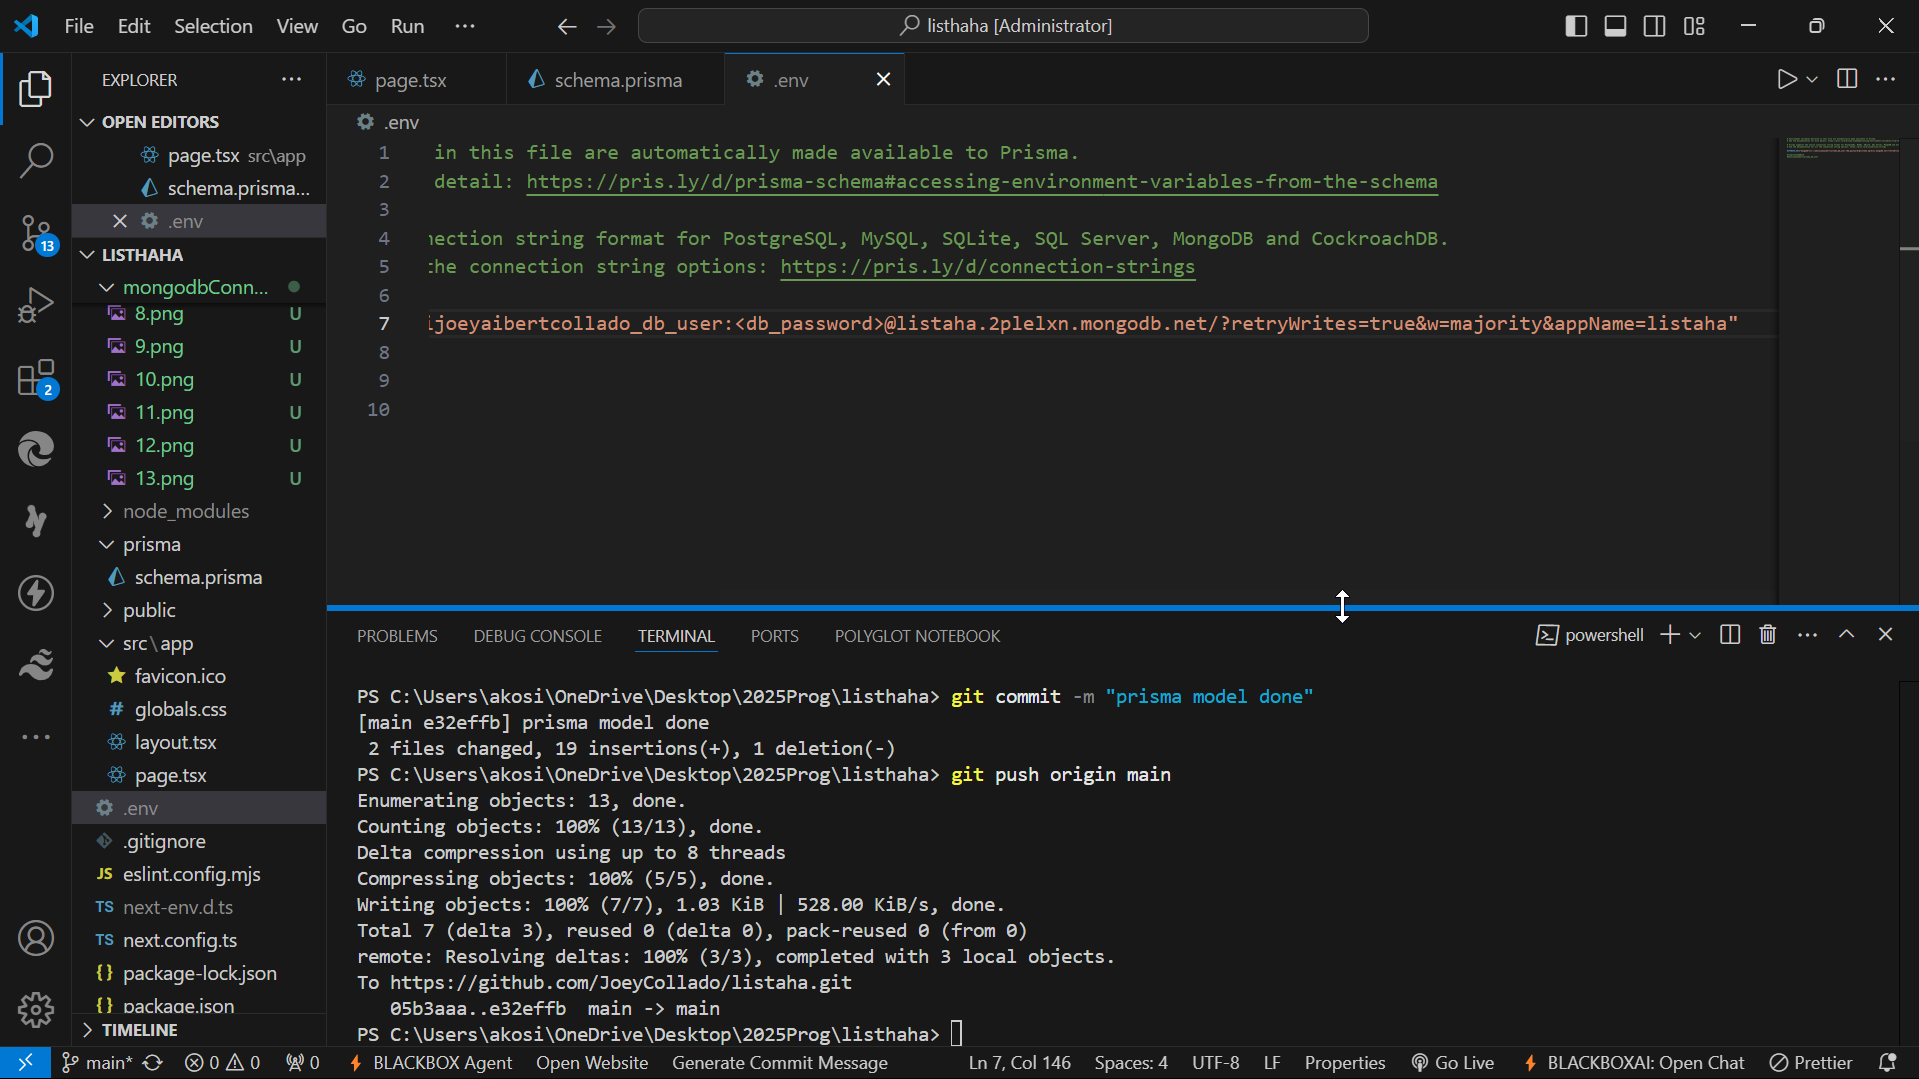 File Edit Selection View Go Run ··· listhaha [Administrator]
EXPLORER ···
OPEN EDITORS
page.tsx src\app
schema.prisma...
.env
LISTHAHA
mongodbConn...
8.png U
9.png U
10.png U
11.png U
12.png U
13.png U
node_modules
prisma
schema.prisma
public
src\app
favicon.ico
# globals.css
layout.tsx
page.tsx
.env
.gitignore
JS eslint.config.mjs
TS next-env.d.ts
TS next.config.ts
{} package-lock.json
{} package.json
TIMELINE
13
2
page.tsx schema.prisma .env
.env
1 in this file are automatically made available to Prisma.
2 detail: https://pris.ly/d/prisma-schema#accessing-environment-variables-from-the-schema
3
4 nection string format for PostgreSQL, MySQL, SQLite, SQL Server, MongoDB and CockroachDB.
5 the connection string options: https://pris.ly/d/connection-strings
6
7 ijoeyaibertcollado_db_user:<db_password>@listaha.2plelxn.mongodb.net/?retryWrites=true&w=majority&appName=listaha"
8
9
10
PROBLEMS DEBUG CONSOLE TERMINAL PORTS POLYGLOT NOTEBOOK powershell
PS C:\Users\akosi\OneDrive\Desktop\2025Prog\listhaha> git commit -m "prisma model done"
[main e32effb] prisma model done
2 files changed, 19 insertions(+), 1 deletion(-)
PS C:\Users\akosi\OneDrive\Desktop\2025Prog\listhaha> git push origin main
Enumerating objects: 13, done.
Counting objects: 100% (13/13), done.
Delta compression using up to 8 threads
Compressing objects: 100% (5/5), done.
Writing objects: 100% (7/7), 1.03 KiB | 528.00 KiB/s, done.
Total 7 (delta 3), reused 0 (delta 0), pack-reused 0 (from 0)
remote: Resolving deltas: 100% (3/3), completed with 3 local objects.
To https://github.com/JoeyCollado/listaha.git
05b3aaa..e32effb main -> main
PS C:\Users\akosi\OneDrive\Desktop\2025Prog\listhaha>
main* 0 0 0 BLACKBOX Agent Open Website Generate Commit Message Ln 7, Col 146 Spaces: 4 UTF-8 LF Properties Go Live BLACKBOXAI: Open Chat Prettier